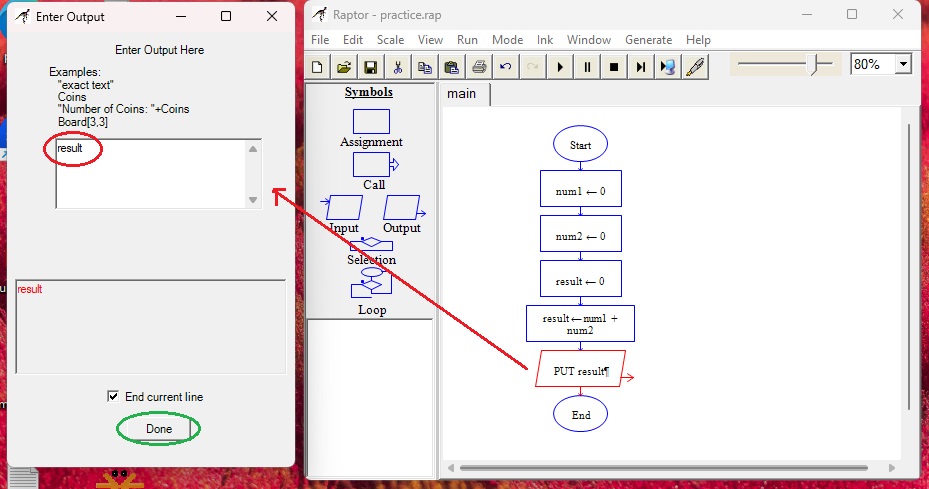 Enter Output
Enter Output Here
Examples:
"exact text"
Coins
"Number of Coins: "+Coins
Board[3,3]
result
result
End current line
Done
Raptor - practice.rap
File Edit Scale View Run Mode Ink Window Generate Help
80%
Symbols
Assignment
Call
Input Output
Selection
Loop
main
Start
num1 ← 0
num2 ← 0
result ← 0
result ← num1 +
num2
PUT result¶
End